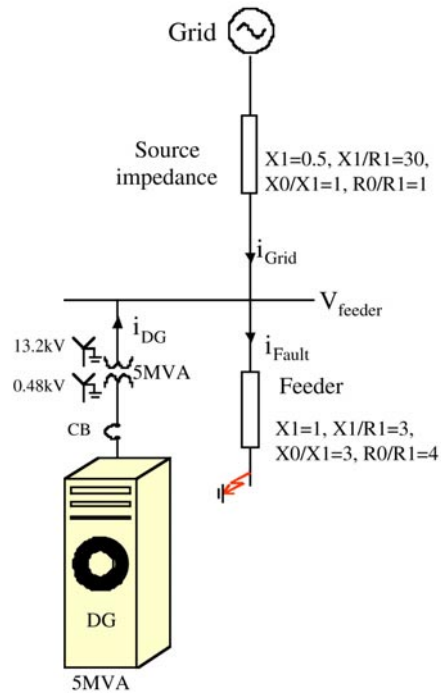 Grid
Source
impedance
X1=0.5, X1/R1=30,
X0/X1=1, R0/R1=1
iGrid
Vfeeder
iDG
13.2kV
5MVA
0.48kV
CB
iFault
Feeder
X1=1, X1/R1=3,
X0/X1=3, R0/R1=4
DG
5MVA